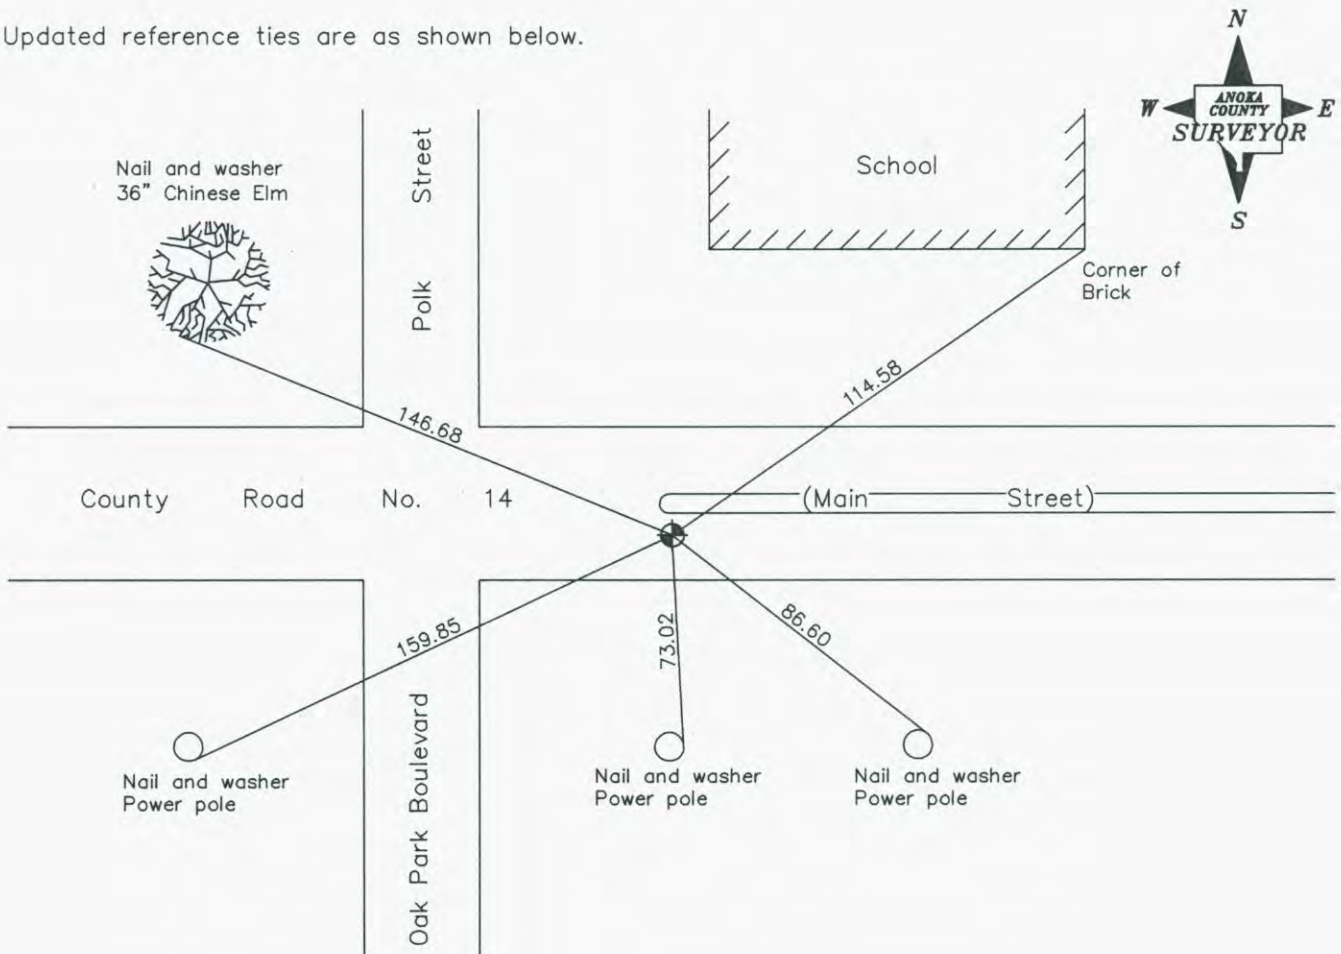 Updated reference ties are as shown below.
N
W
ANOKA
COUNTY
SURVEYOR
E
S
Nail and washer
36" Chinese Elm
Polk Street
School
Corner of
Brick
146.68
114.58
County Road No. 14
(Main Street)
159.85
73.02
86.60
Oak Park Boulevard
Nail and washer
Power pole
Nail and washer
Power pole
Nail and washer
Power pole